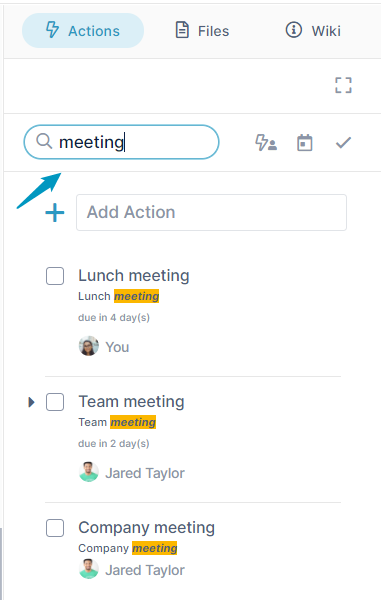 Actions Files Wiki
meeting
Add Action
Lunch meeting
Lunch meeting
due in 4 day(s)
You
Team meeting
Team meeting
due in 2 day(s)
Jared Taylor
Company meeting
Company meeting
Jared Taylor